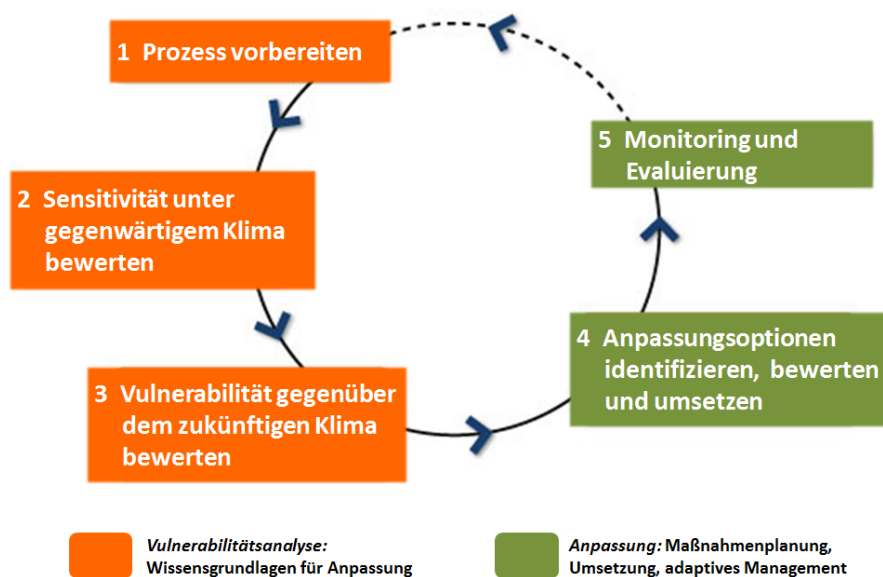 1 Prozess vorbereiten
2 Sensitivität unter
gegenwärtigem Klima
bewerten
3 Vulnerabilität gegenüber
dem zukünftigen Klima
bewerten
4 Anpassungsoptionen
identifizieren, bewerten
und umsetzen
5 Monitoring und
Evaluierung
Vulnerabilitätsanalyse:
Wissensgrundlagen für Anpassung
Anpassung: Maßnahmenplanung,
Umsetzung, adaptives Management